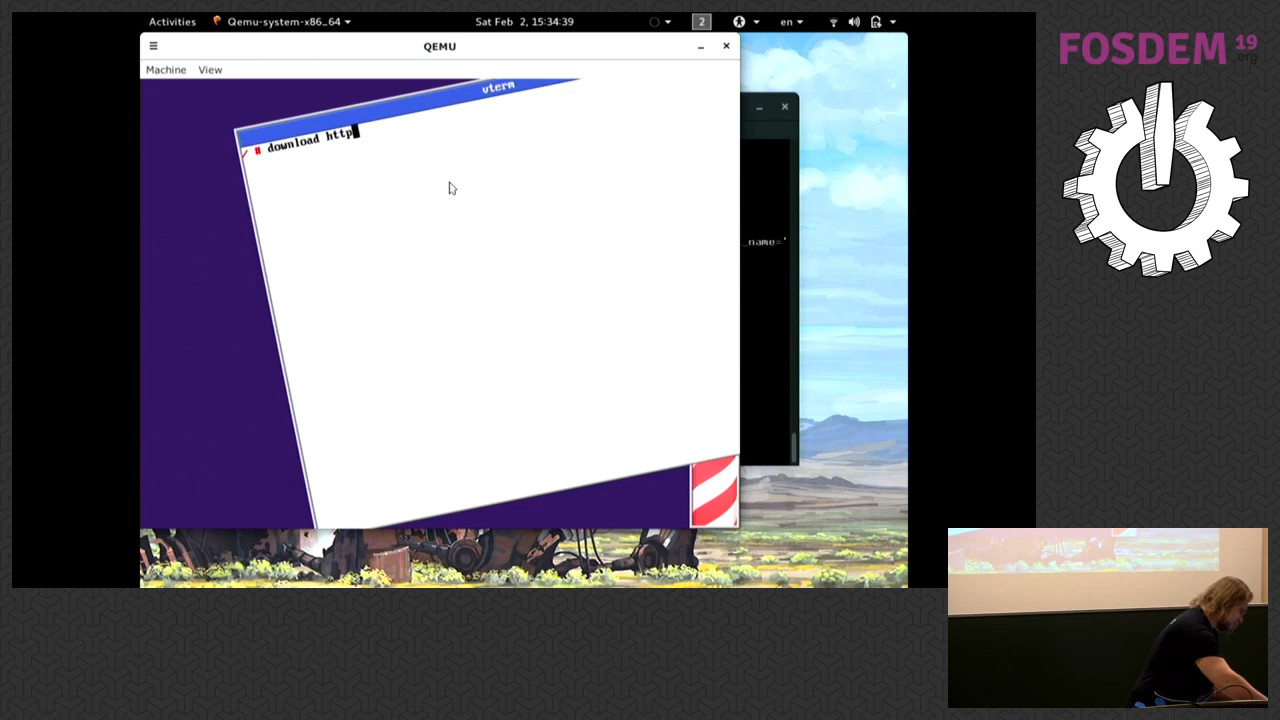 Activities
Qemu-system-x86_64
Sat Feb 2, 15:34:39
2
en
QEMU
Machine View
vterm
/ # download http
_name='
FOSDEM 19
.org